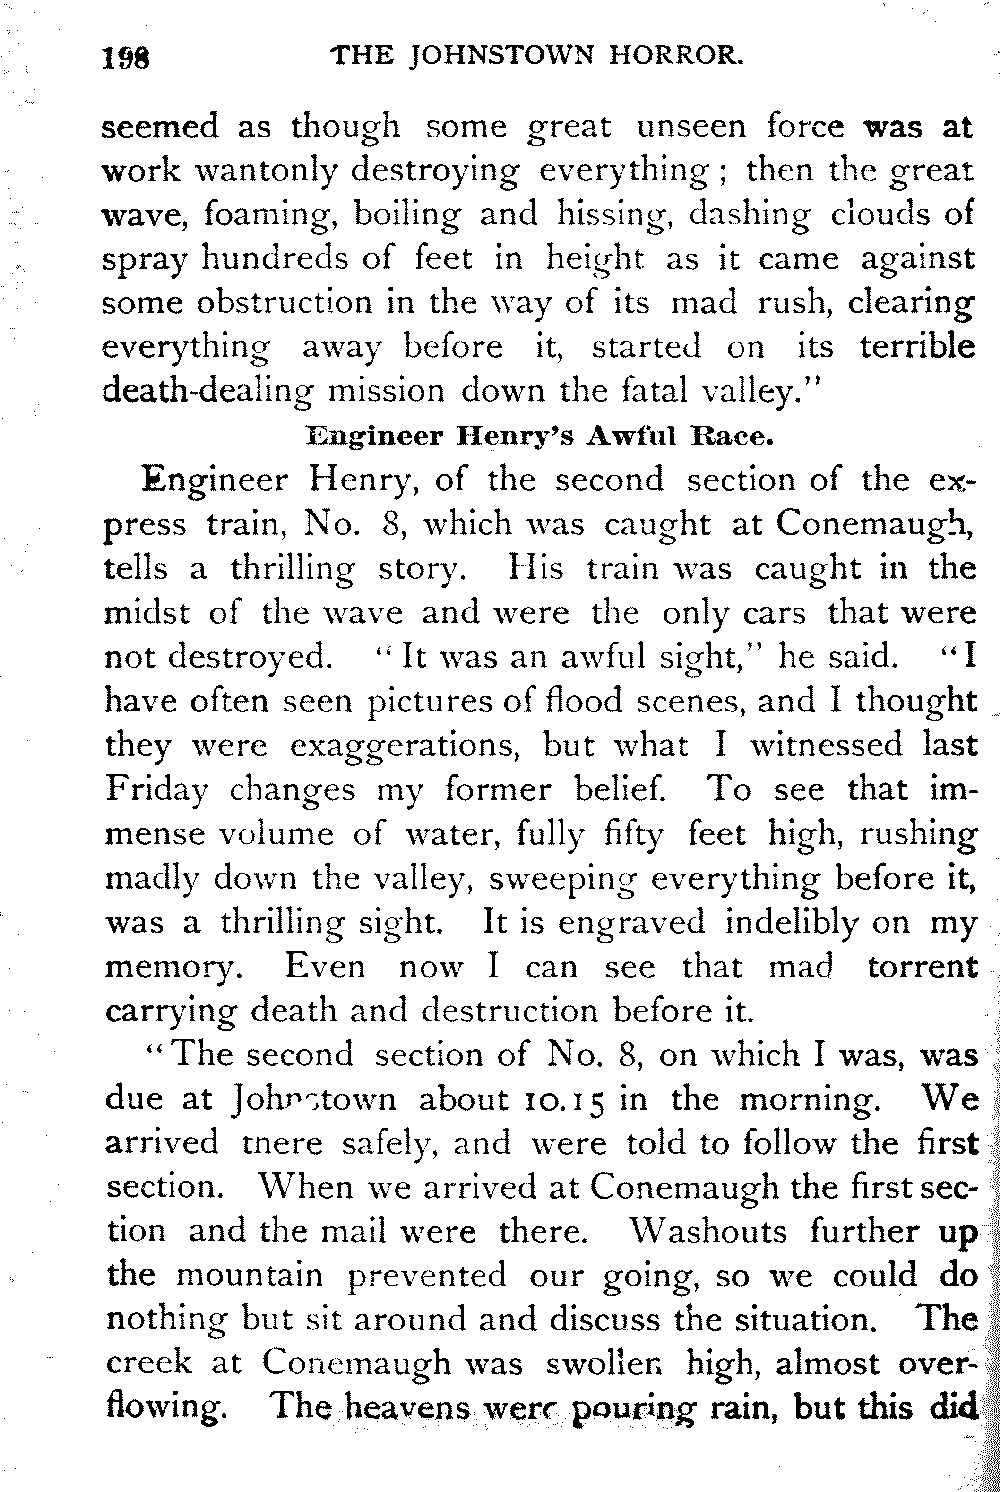 198 THE JOHNSTOWN HORROR.
seemed as though some great unseen force was at
work wantonly destroying everything ; then the great
wave, foaming, boiling and hissing, dashing clouds of
spray hundreds of feet in height as it came against
some obstruction in the way of its mad rush, clearing
everything away before it, started on its terrible
death-dealing mission down the fatal valley."
Engineer Henry's Awful Race.
Engineer Henry, of the second section of the ex-
press train, No. 8, which was caught at Conemaugh,
tells a thrilling story. His train was caught in the
midst of the wave and were the only cars that were
not destroyed. "It was an awful sight," he said. "I
have often seen pictures of flood scenes, and I thought
they were exaggerations, but what I witnessed last
Friday changes my former belief. To see that im-
mense volume of water, fully fifty feet high, rushing
madly down the valley, sweeping everything before it,
was a thrilling sight. It is engraved indelibly on my
memory. Even now I can see that mad torrent
carrying death and destruction before it.
"The second section of No. 8, on which I was, was
due at Johnstown about 10.15 in the morning. We
arrived there safely, and were told to follow the first
section. When we arrived at Conemaugh the first sec-
tion and the mail were there. Washouts further up
the mountain prevented our going, so we could do
nothing but sit around and discuss the situation. The
creek at Conemaugh was swollen high, almost over-
flowing. The heavens were pouring rain, but this did